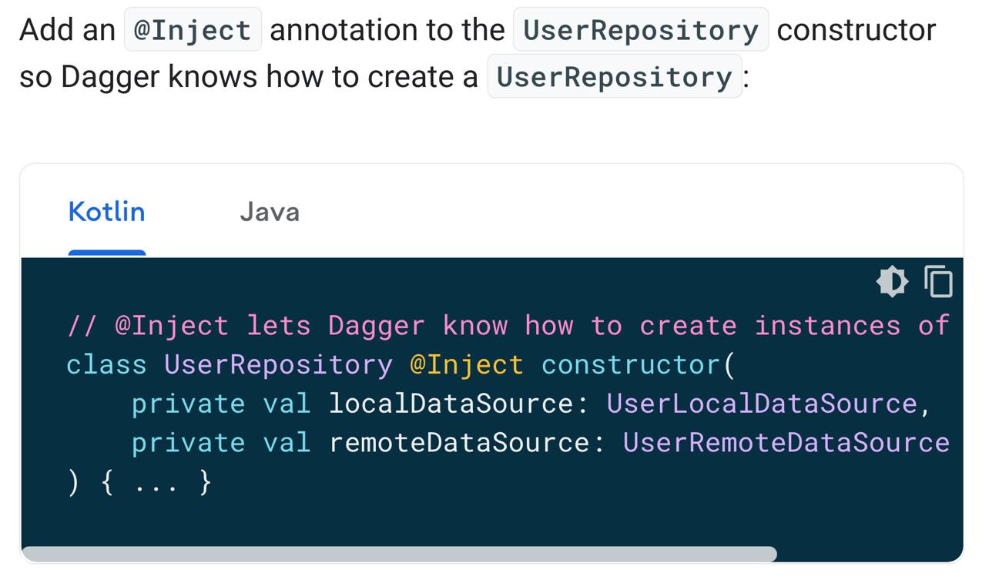 Add an @Inject annotation to the UserRepository constructor
so Dagger knows how to create a UserRepository:
Kotlin Java
// @Inject lets Dagger know how to create instances of
class UserRepository @Inject constructor(
    private val localDataSource: UserLocalDataSource,
    private val remoteDataSource: UserRemoteDataSource
) { ... }